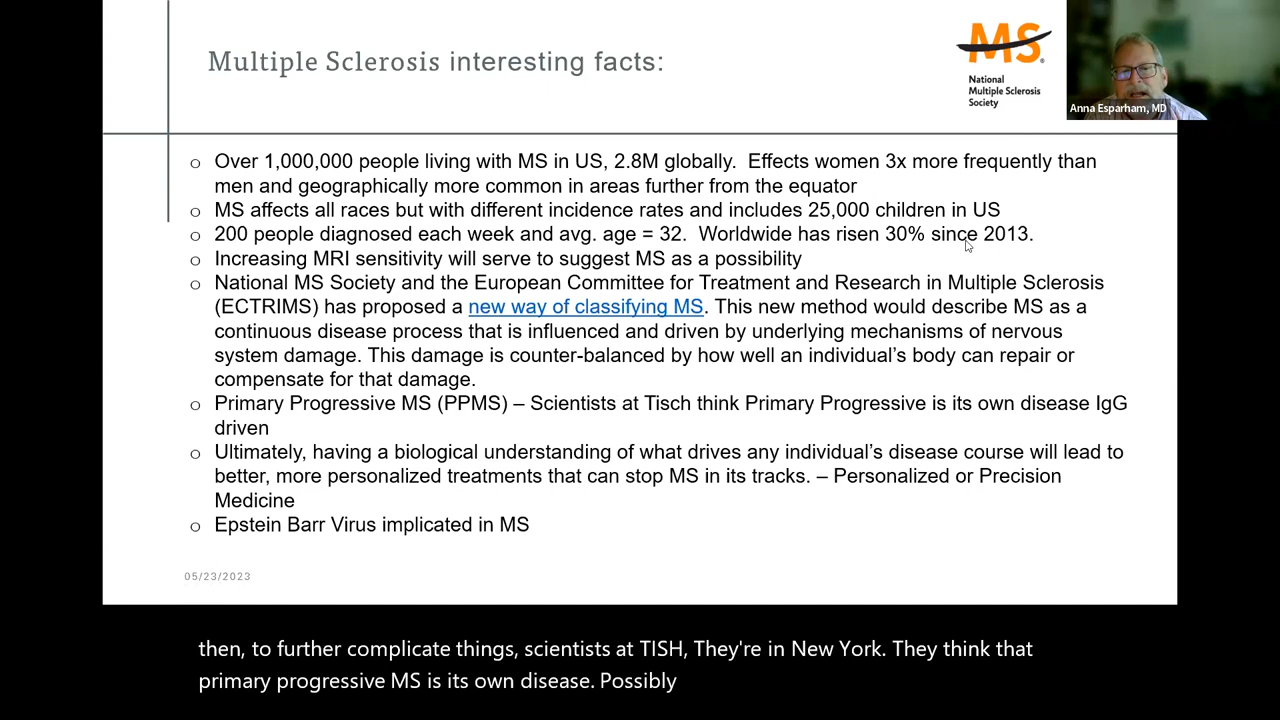 Multiple Sclerosis interesting facts:
MS
National
Multiple Sclerosis
Society
Anna Esparham, MD
o Over 1,000,000 people living with MS in US, 2.8M globally.  Effects women 3x more frequently than
men and geographically more common in areas further from the equator
o MS affects all races but with different incidence rates and includes 25,000 children in US
o 200 people diagnosed each week and avg. age = 32.  Worldwide has risen 30% since 2013.
o Increasing MRI sensitivity will serve to suggest MS as a possibility
o National MS Society and the European Committee for Treatment and Research in Multiple Sclerosis
(ECTRIMS) has proposed a new way of classifying MS. This new method would describe MS as a
continuous disease process that is influenced and driven by underlying mechanisms of nervous
system damage. This damage is counter-balanced by how well an individual's body can repair or
compensate for that damage.
o Primary Progressive MS (PPMS) – Scientists at Tisch think Primary Progressive is its own disease IgG
driven
o Ultimately, having a biological understanding of what drives any individual's disease course will lead to
better, more personalized treatments that can stop MS in its tracks. – Personalized or Precision
Medicine
o Epstein Barr Virus implicated in MS
05/23/2023
then, to further complicate things, scientists at TISH, They're in New York. They think that
primary progressive MS is its own disease. Possibly